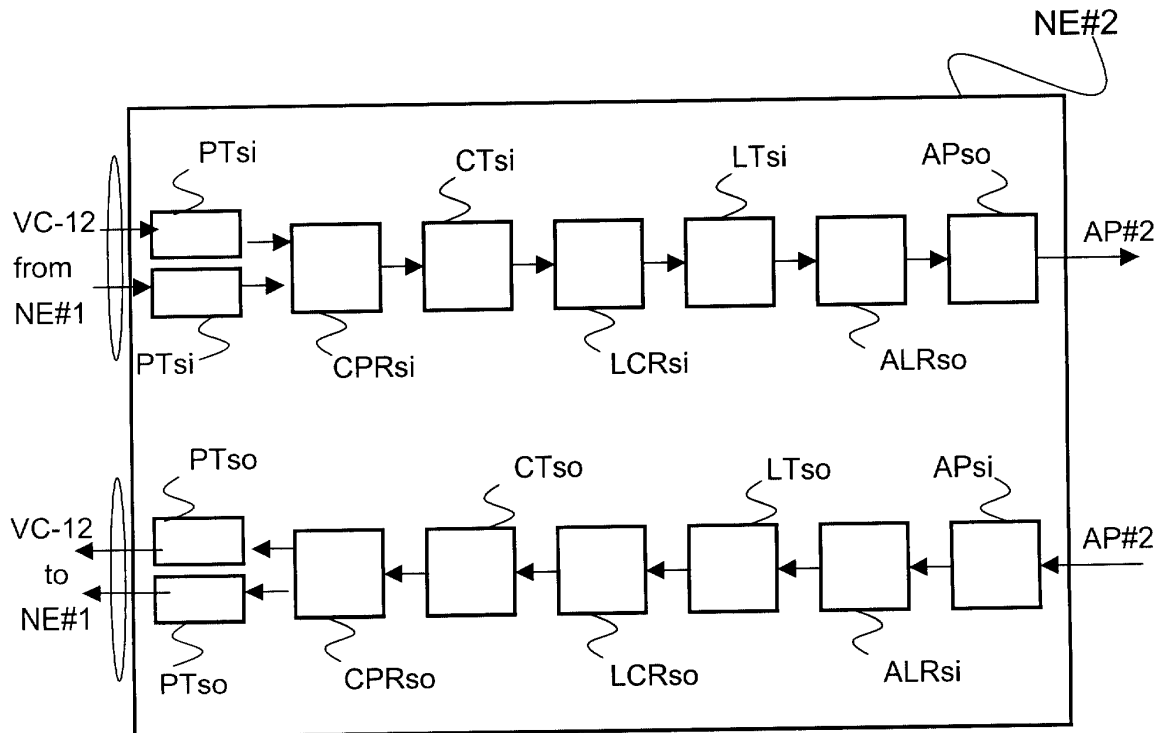 NE#2
PTsi
CTsi
LTsi
APso
VC-12
from
NE#1
AP#2
PTsi
CPRsi
LCRsi
ALRso
PTso
CTso
LTso
APsi
VC-12
to
NE#1
AP#2
PTso
CPRso
LCRso
ALRsi